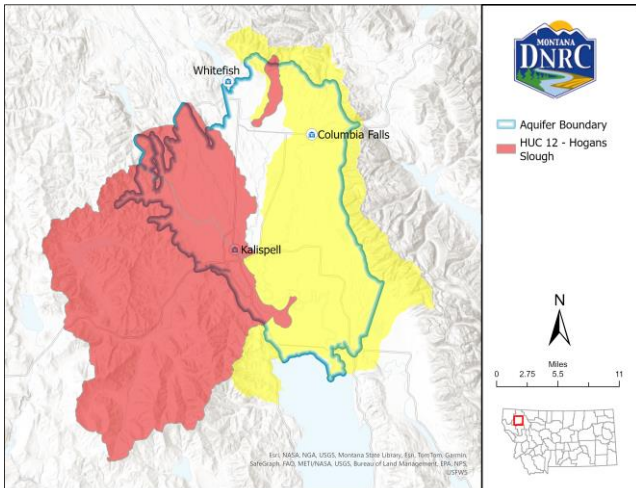 Whitefish
Columbia Falls
Kalispell
Esri, NASA, NGA, USGS, Montana State Library, Esri, TomTom, Garmin,
SafeGraph, FAO, METI/NASA, USGS, Bureau of Land Management, EPA, NPS,
USFWS
MONTANA
DNRC
Aquifer Boundary
HUC 12 - Hogans
Slough
N
Miles
0 2.75 5.5 11